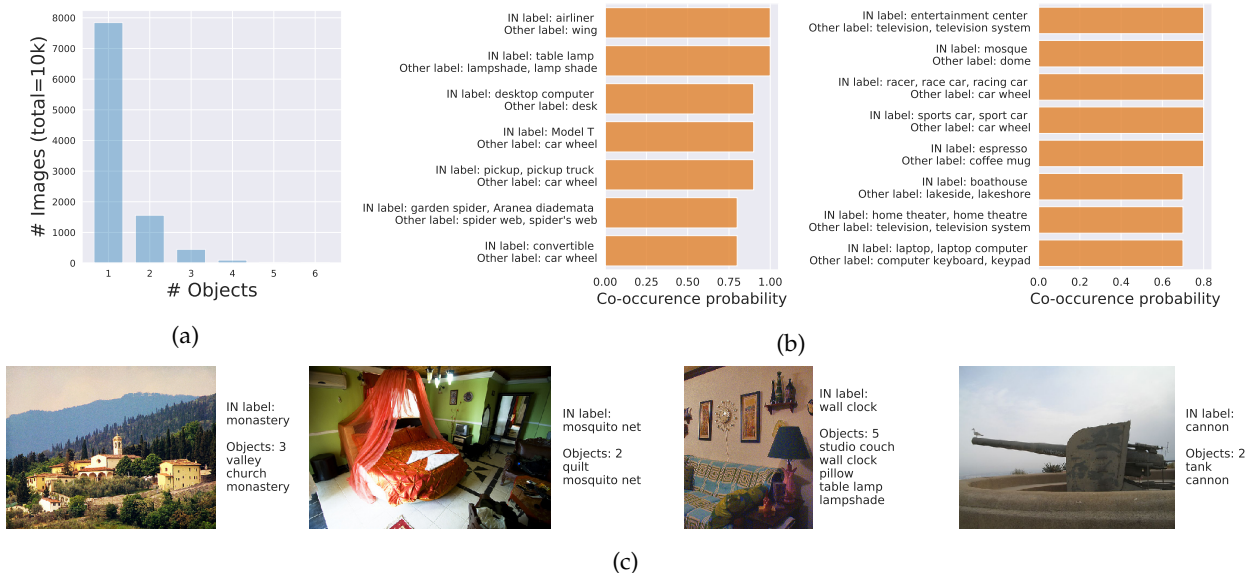 8000
7000
6000
5000
4000
3000
2000
1000
0
# Images (total=10k)
1 2 3 4 5 6
# Objects
(a)
IN label: airliner
Other label: wing
IN label: table lamp
Other label: lampshade, lamp shade
IN label: desktop computer
Other label: desk
IN label: Model T
Other label: car wheel
IN label: pickup, pickup truck
Other label: car wheel
IN label: garden spider, Aranea diademata
Other label: spider web, spider's web
IN label: convertible
Other label: car wheel
0.00 0.25 0.50 0.75 1.00
Co-occurence probability
IN label: entertainment center
Other label: television, television system
IN label: mosque
Other label: dome
IN label: racer, race car, racing car
Other label: car wheel
IN label: sports car, sport car
Other label: car wheel
IN label: espresso
Other label: coffee mug
IN label: boathouse
Other label: lakeside, lakeshore
IN label: home theater, home theatre
Other label: television, television system
IN label: laptop, laptop computer
Other label: computer keyboard, keypad
0.0 0.2 0.4 0.6 0.8
Co-occurence probability
(b)
IN label:
monastery
Objects: 3
valley
church
monastery
IN label:
mosquito net
Objects: 2
quilt
mosquito net
IN label:
wall clock
Objects: 5
studio couch
wall clock
pillow
table lamp
lampshade
IN label:
cannon
Objects: 2
tank
cannon
(c)